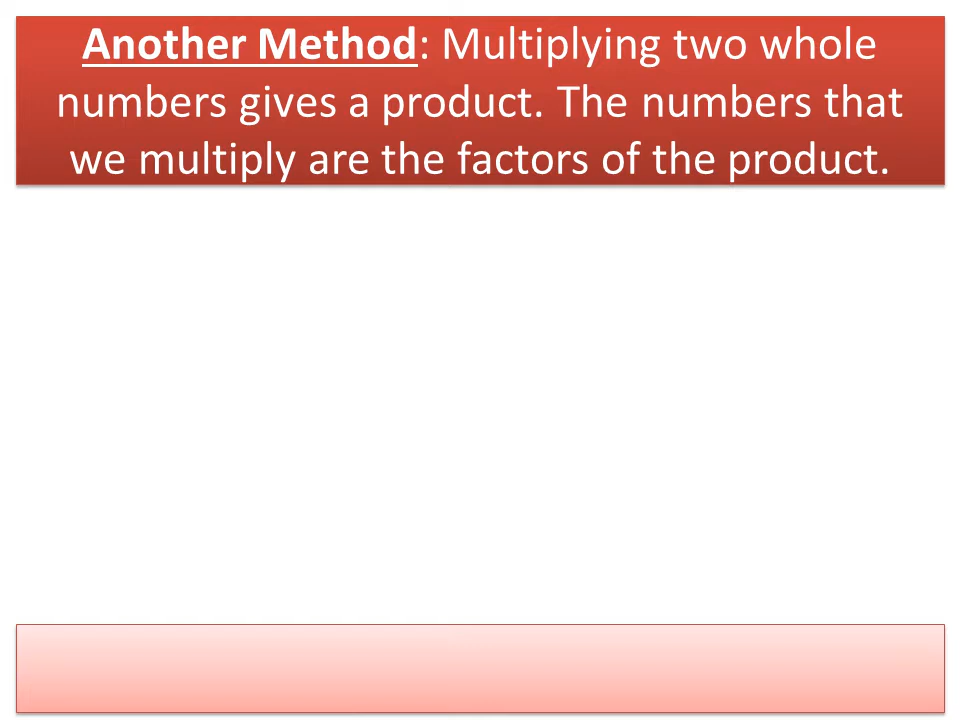 Another Method: Multiplying two whole
numbers gives a product. The numbers that
we multiply are the factors of the product.